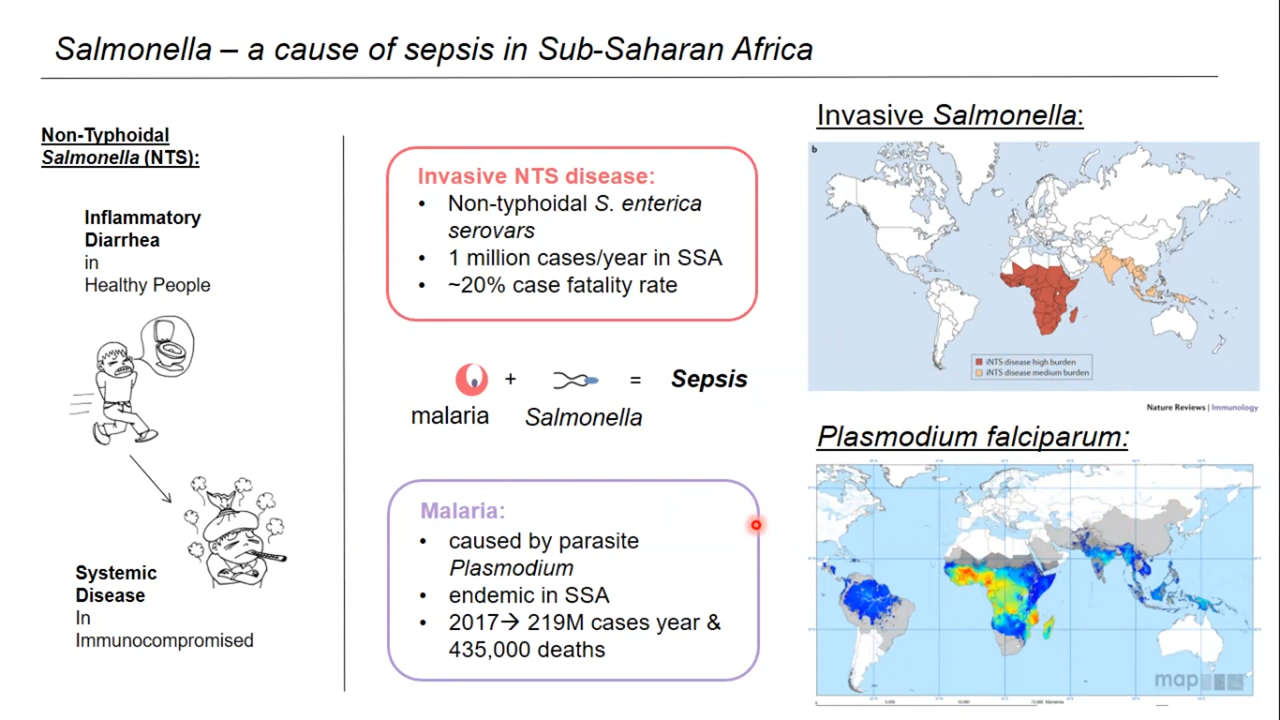 Salmonella – a cause of sepsis in Sub-Saharan Africa
Non-Typhoidal
Salmonella (NTS):
Inflammatory
Diarrhea
in
Healthy People
Systemic
Disease
In
Immunocompromised
Invasive NTS disease:
• Non-typhoidal S. enterica
serovars
• 1 million cases/year in SSA
• ~20% case fatality rate
malaria + Salmonella = Sepsis
Malaria:
• caused by parasite
Plasmodium
• endemic in SSA
• 2017→ 219M cases year &
435,000 deaths
Invasive Salmonella:
b
iNTS disease high burden
iNTS disease medium burden
Nature Reviews | Immunology
Plasmodium falciparum:
map